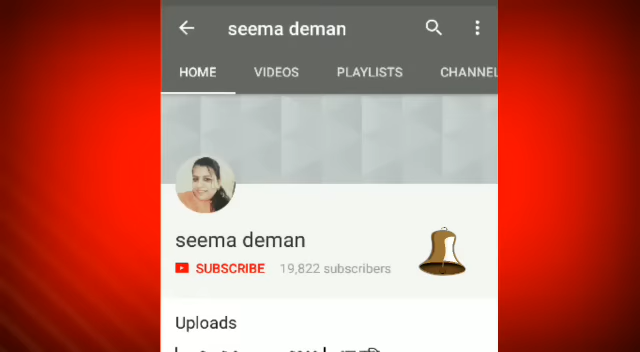 seema deman
HOME VIDEOS PLAYLISTS CHANNEL
seema deman
SUBSCRIBE 19,822 subscribers
Uploads